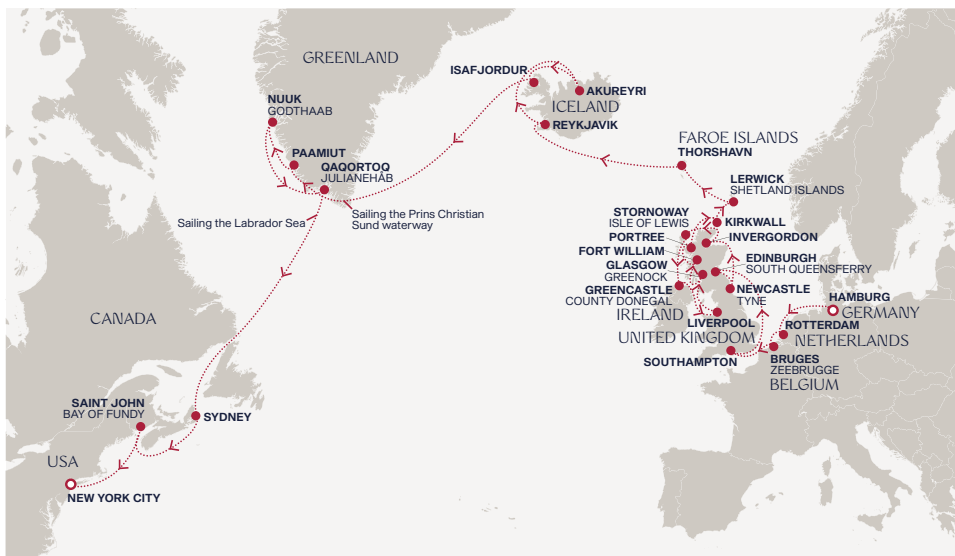 GREENLAND
ISAFJORDUR
AKUREYRI
ICELAND
REYKJAVIK
NUUK
GODTHAAB
PAAMIUT
QAQORTOQ
JULIANEHÅB
Sailing the Labrador Sea
Sailing the Prins Christian
Sund waterway
FAROE ISLANDS
THORSHAVN
LERWICK
SHETLAND ISLANDS
STORNOWAY
ISLE OF LEWIS
KIRKWALL
PORTREE
INVERGORDON
FORT WILLIAM
EDINBURGH
SOUTH QUEENSFERRY
GLASGOW
GREENOCK
GREENCASTLE
COUNTY DONEGAL
IRELAND
NEWCASTLE
TYNE
HAMBURG
GERMANY
LIVERPOOL
UNITED KINGDOM
ROTTERDAM
NETHERLANDS
SOUTHAMPTON
BRUGES
ZEEBRUGGE
BELGIUM
CANADA
SAINT JOHN
BAY OF FUNDY
SYDNEY
USA
NEW YORK CITY